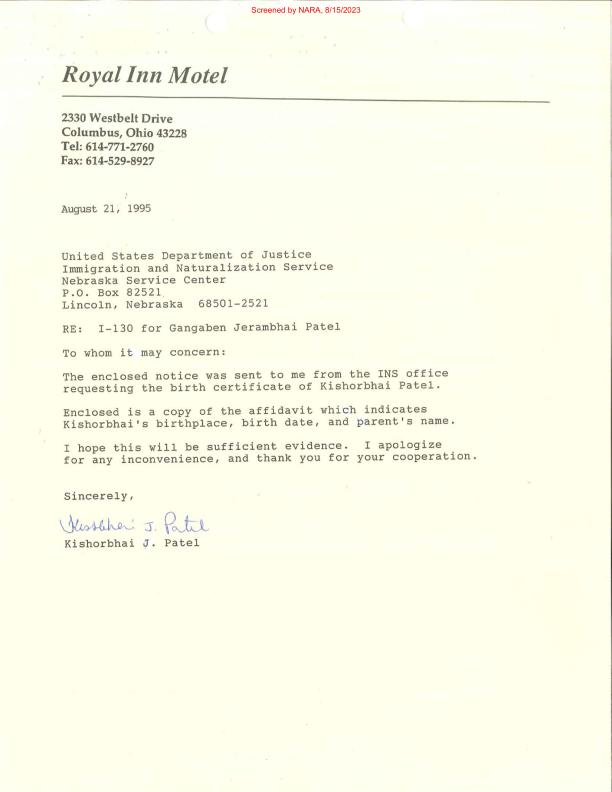 Screened by NARA, 8/15/2023
Royal Inn Motel
2330 Westbelt Drive
Columbus, Ohio 43228
Tel: 614-771-2760
Fax: 614-529-8927
August 21, 1995
United States Department of Justice
Immigration and Naturalization Service
Nebraska Service Center
P.O. Box 82521
Lincoln, Nebraska 68501-2521
RE: I-130 for Gangaben Jerambhai Patel
To whom it may concern:
The enclosed notice was sent to me from the INS office
requesting the birth certificate of Kishorbhai Patel.
Enclosed is a copy of the affidavit which indicates
Kishorbhai's birthplace, birth date, and parent's name.
I hope this will be sufficient evidence. I apologize
for any inconvenience, and thank you for your cooperation.
Sincerely,
J. Patel
Kishorbhai J. Patel